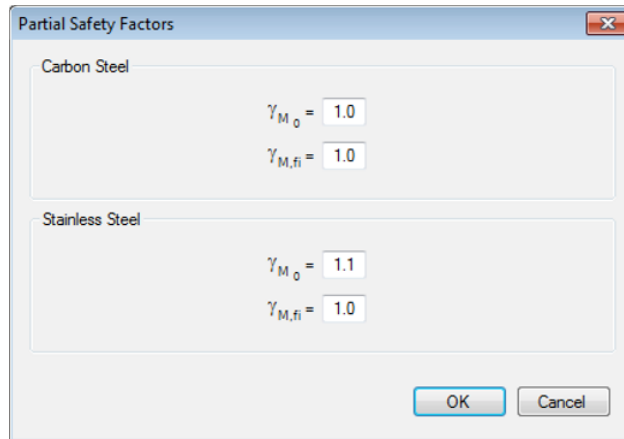 Partial Safety Factors
Carbon Steel
γM 0 = 1.0
γM,fi = 1.0
Stainless Steel
γM 0 = 1.1
γM,fi = 1.0
OK Cancel